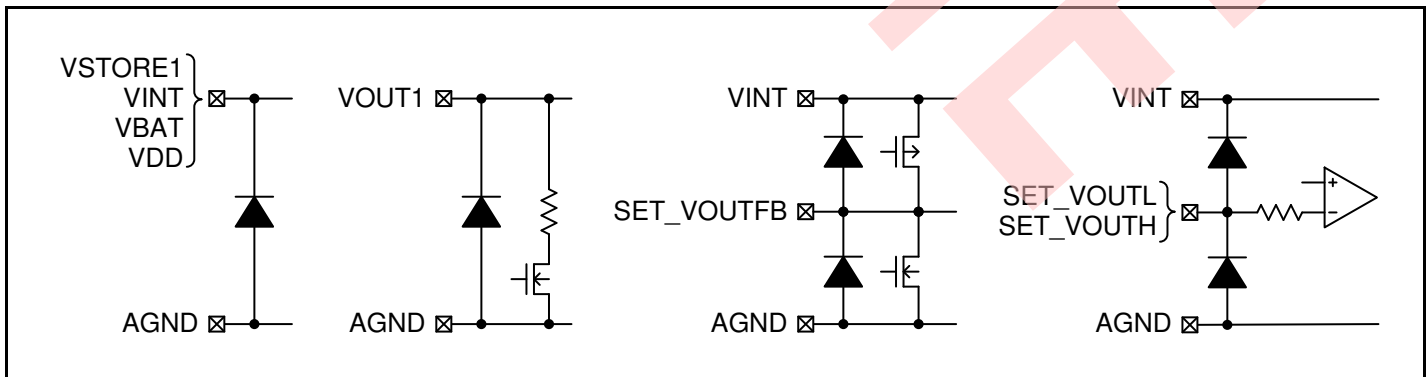 VSTORE1
VINT
VBAT
VDD
AGND
VOUT1
AGND
VINT
SET_VOUTFB
AGND
VINT
SET_VOUTL
SET_VOUTH
+
−
AGND